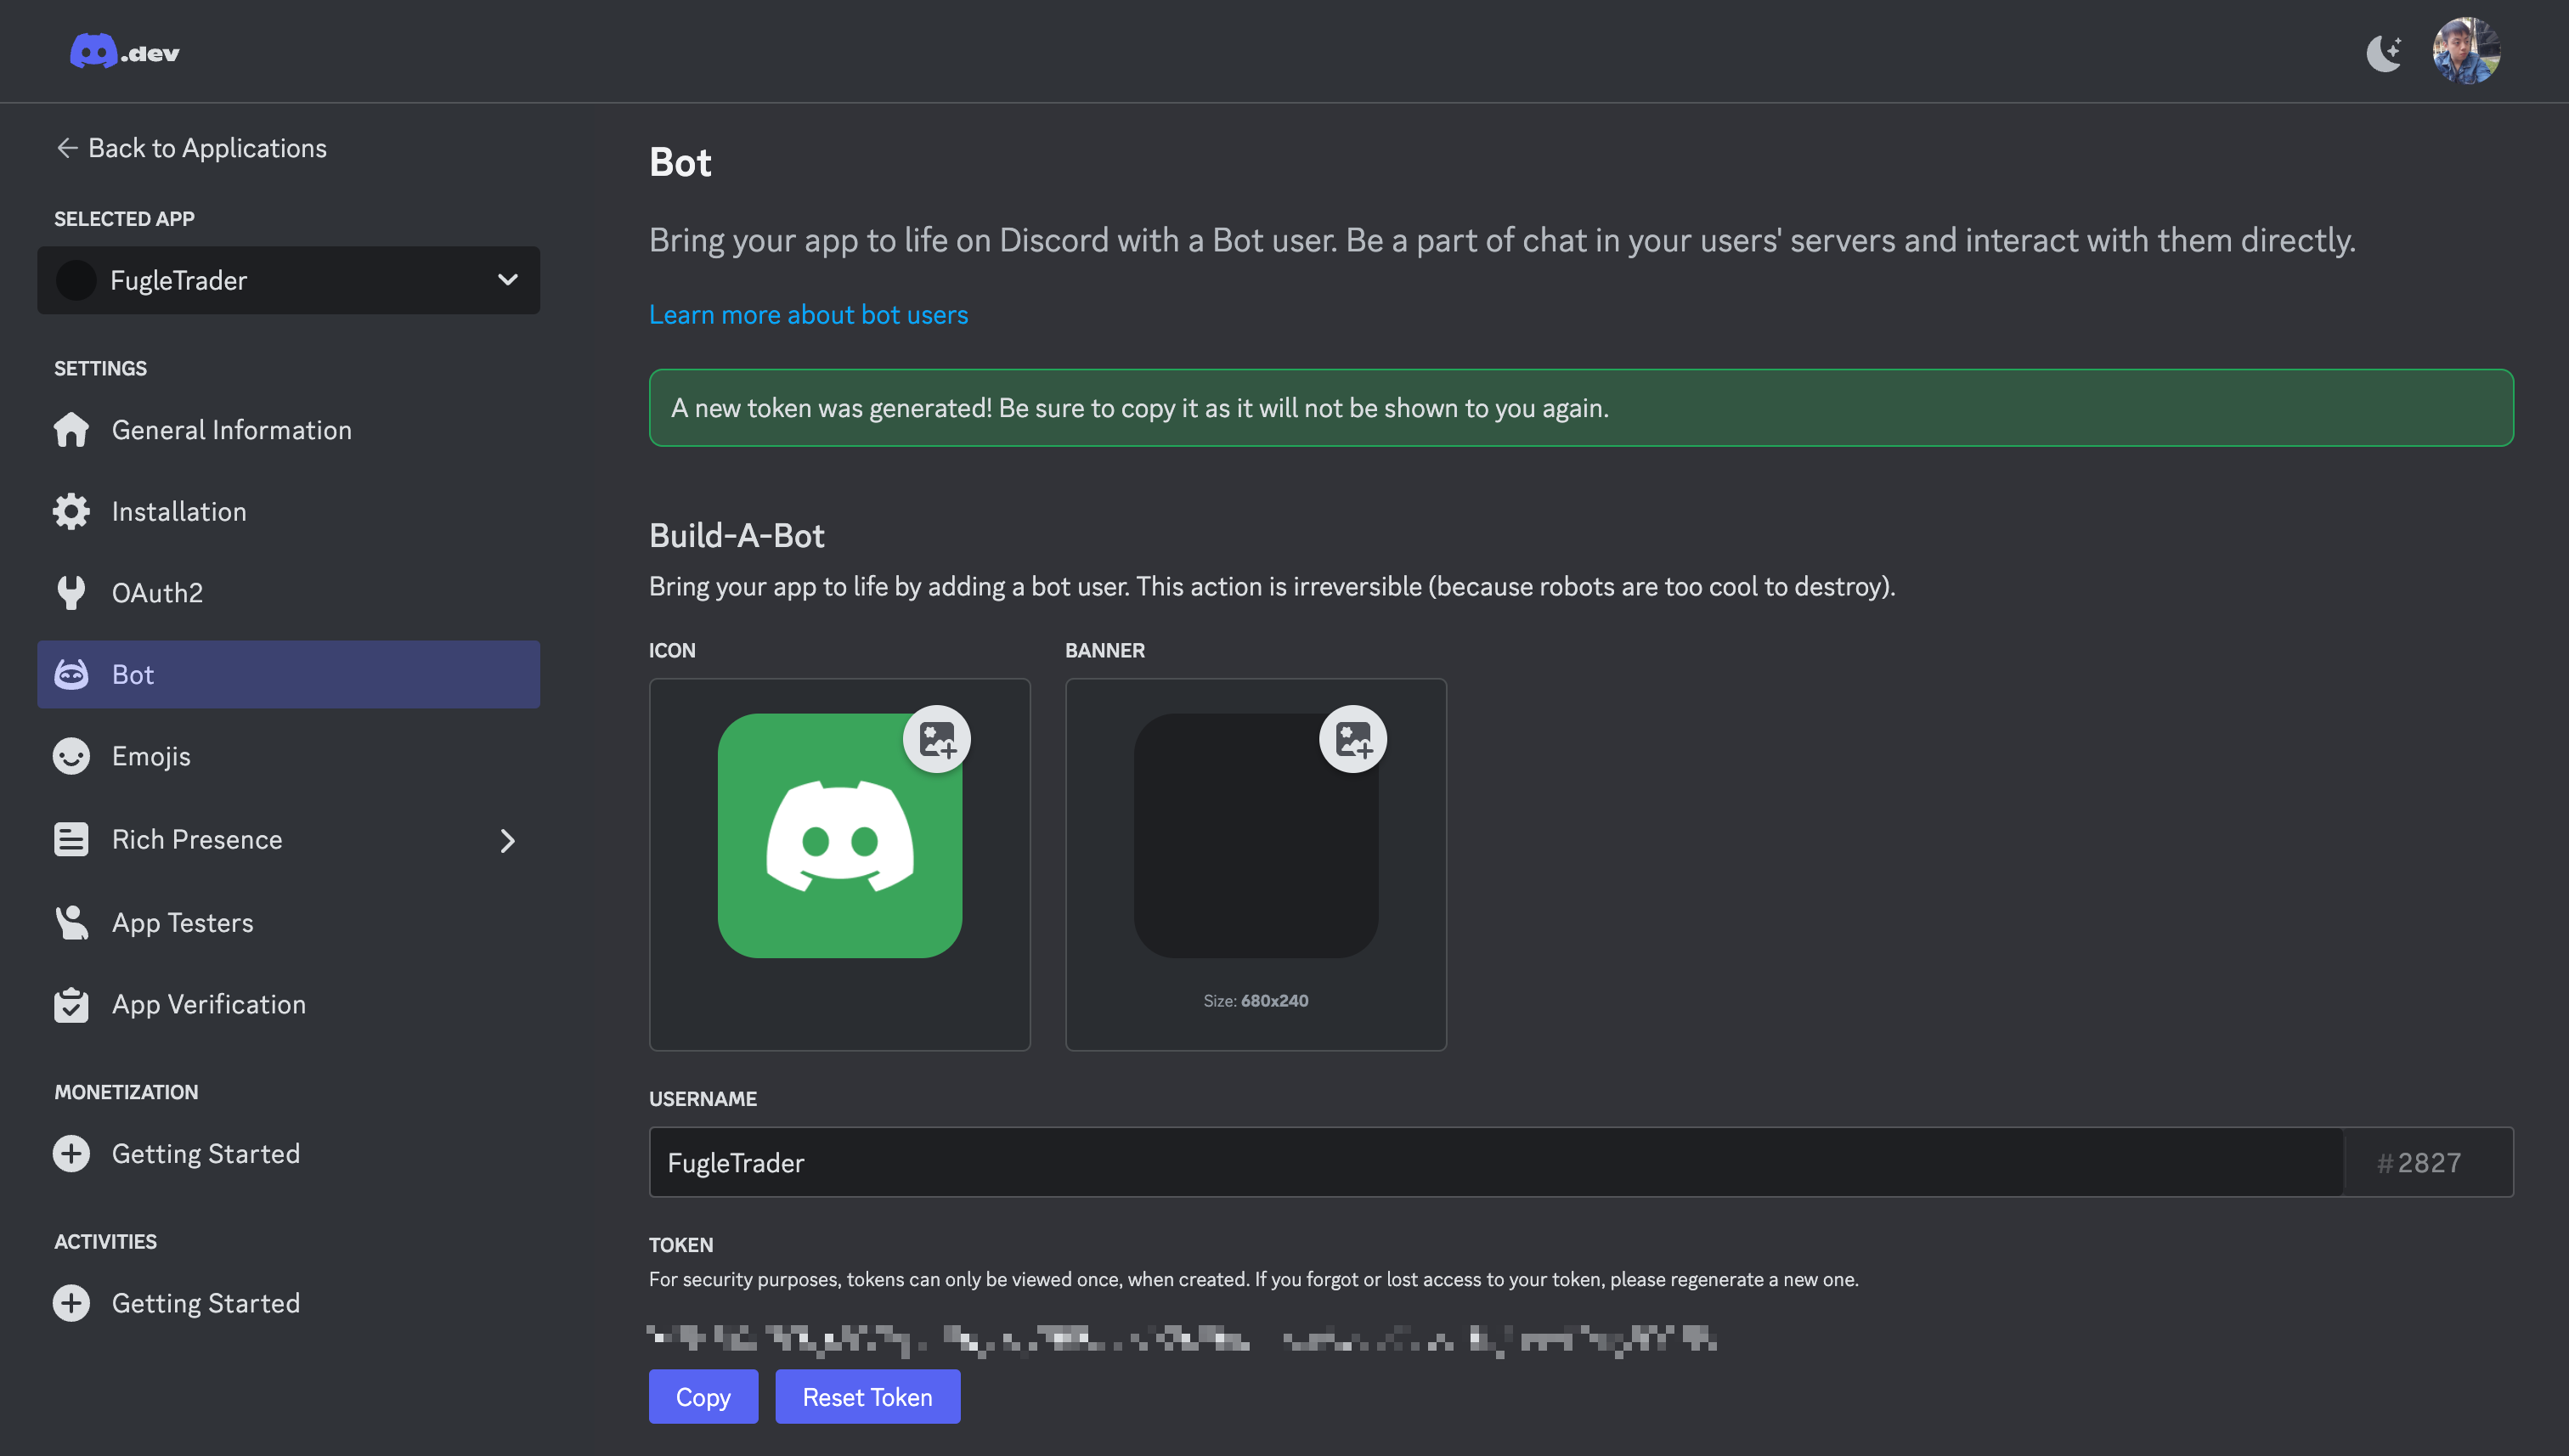 .dev
Back to Applications
SELECTED APP
FugleTrader
SETTINGS
General Information
Installation
OAuth2
Bot
Emojis
Rich Presence
App Testers
App Verification
MONETIZATION
Getting Started
ACTIVITIES
Getting Started
Bot
Bring your app to life on Discord with a Bot user. Be a part of chat in your users' servers and interact with them directly.
Learn more about bot users
A new token was generated! Be sure to copy it as it will not be shown to you again.
Build-A-Bot
Bring your app to life by adding a bot user. This action is irreversible (because robots are too cool to destroy).
ICON
BANNER
Size: 680x240
USERNAME
FugleTrader #2827
TOKEN
For security purposes, tokens can only be viewed once, when created. If you forgot or lost access to your token, please regenerate a new one.
Copy Reset Token